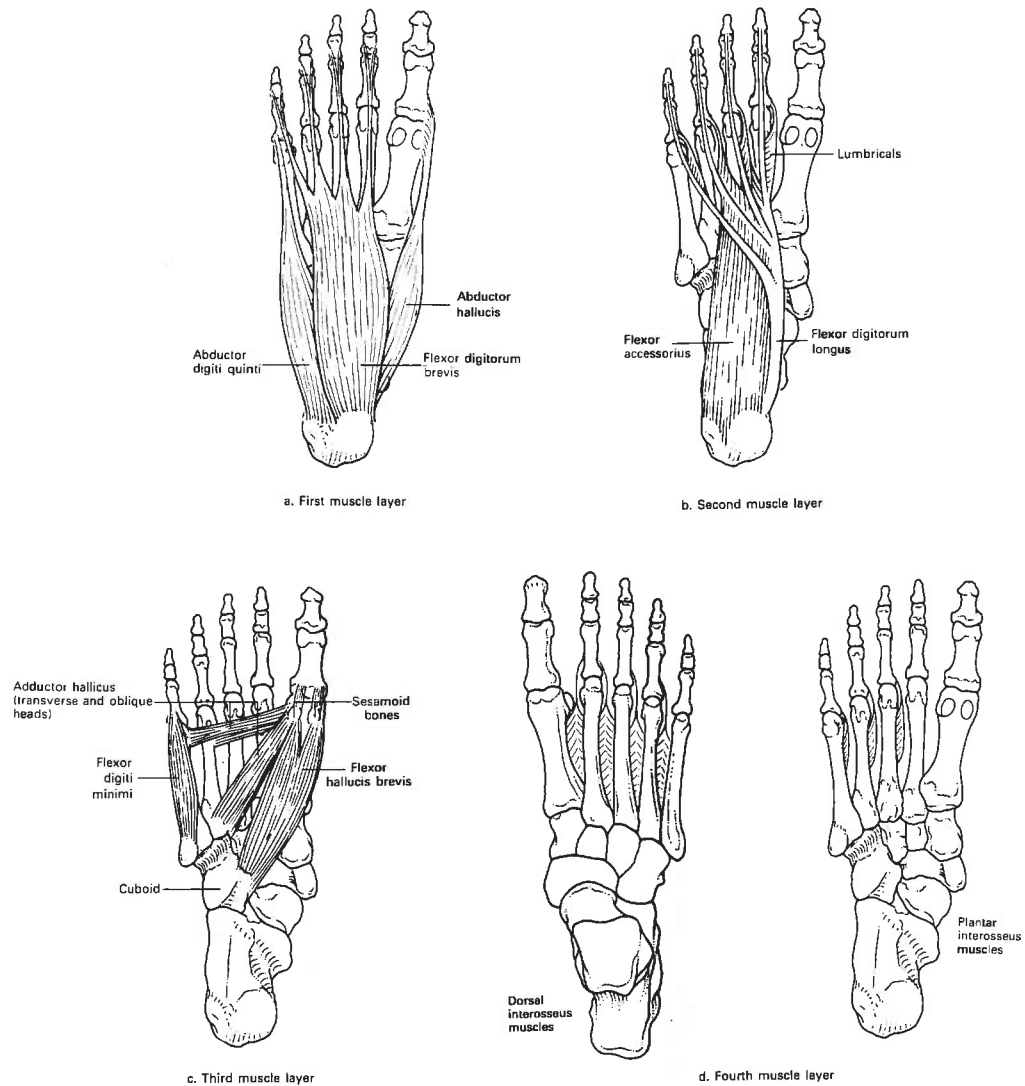 Lumbricals
Abductor
hallucis
Abductor
digiti quinti
Flexor digitorum
brevis
Flexor
accessorius
Flexor digitorum
longus
a. First muscle layer
b. Second muscle layer
Adductor hallicus
(transverse and oblique
heads)
Sesamoid
bones
Flexor
digiti
minimi
Flexor
hallucis brevis
Cuboid
Plantar
interosseus
muscles
Dorsal
interosseus
muscles
c. Third muscle layer
d. Fourth muscle layer